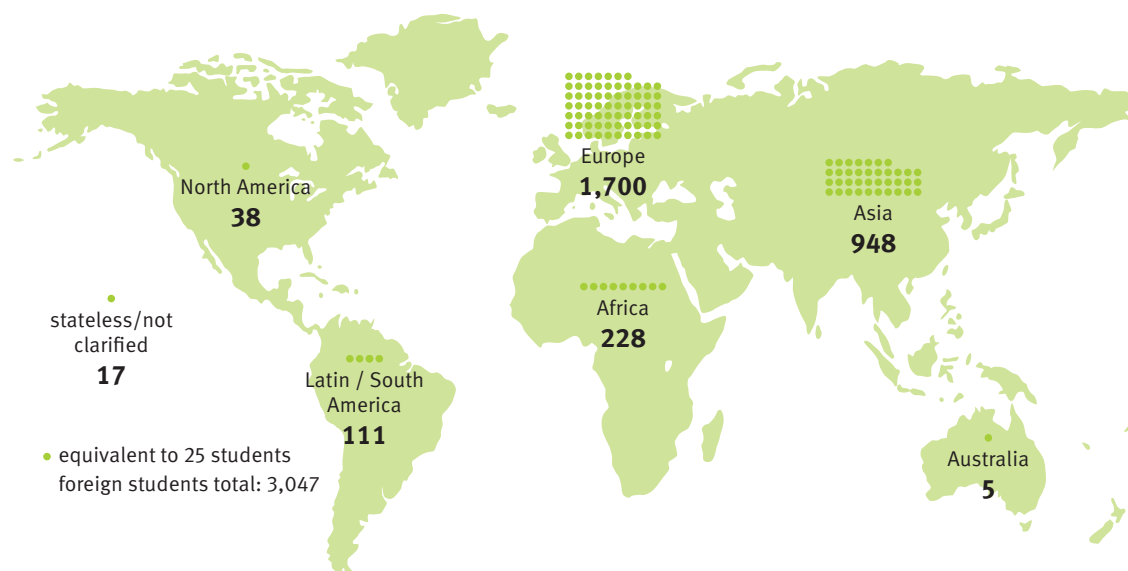 Europe
1,700
North America
38
Asia
948
stateless/not
clarified
17
Africa
228
Latin / South
America
111
equivalent to 25 students
foreign students total: 3,047
Australia
5